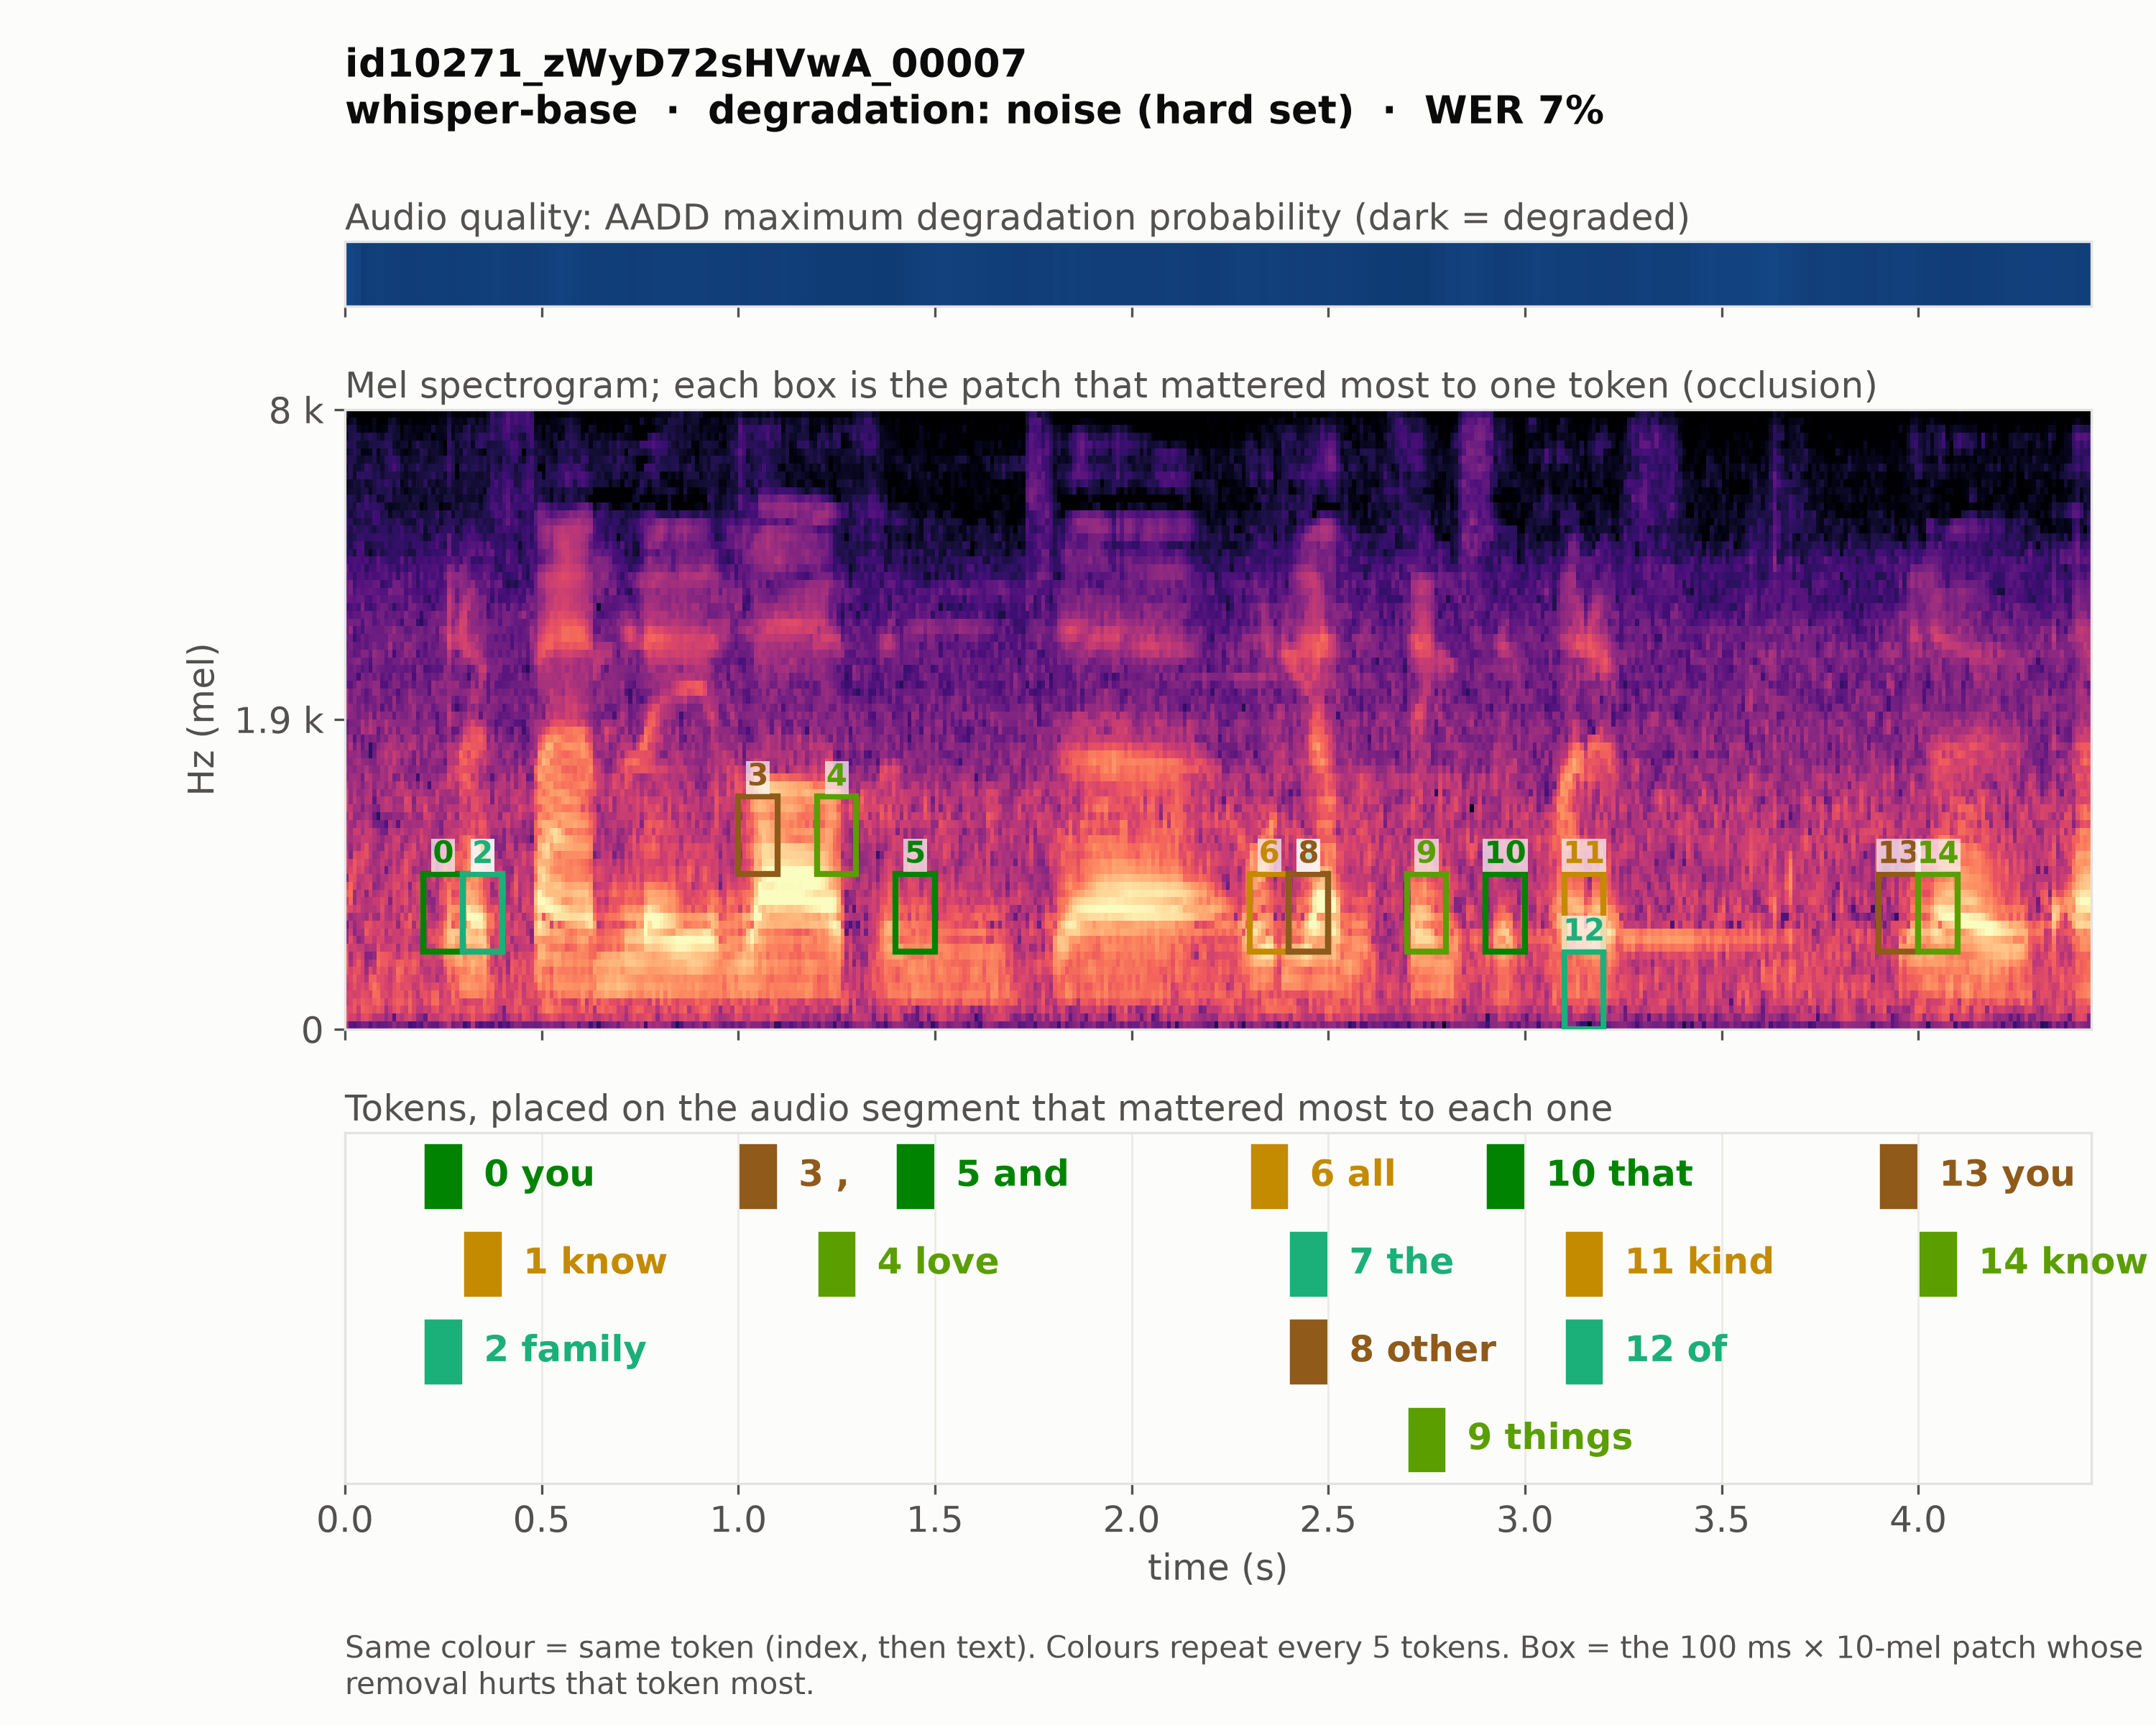 id10271_zWyD72sHVwA_00007
whisper-base · degradation: noise (hard set) · WER 7%
Audio quality: AADD maximum degradation probability (dark = degraded)
Mel spectrogram; each box is the patch that mattered most to one token (occlusion)
8 k
1.9 k
0
Hz (mel)
3 4
0 2 5 6 8 9 10 11 13 14
12
Tokens, placed on the audio segment that mattered most to each one
0 you 3 , 5 and 6 all 10 that 13 you
1 know 4 love 7 the 11 kind 14 know
2 family 8 other 12 of
9 things
0.0 0.5 1.0 1.5 2.0 2.5 3.0 3.5 4.0
time (s)
Same colour = same token (index, then text). Colours repeat every 5 tokens. Box = the 100 ms × 10-mel patch whose
removal hurts that token most.